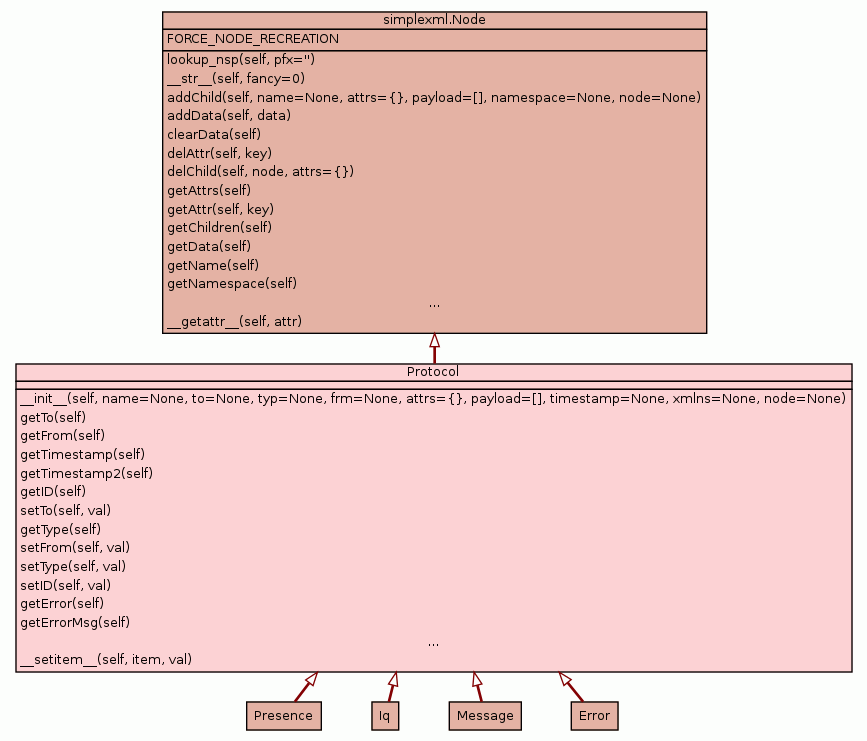 simplexml.Node
FORCE_NODE_RECREATION
lookup_nsp(self, pfx='')
__str__(self, fancy=0)
addChild(self, name=None, attrs={}, payload=[], namespace=None, node=None)
addData(self, data)
clearData(self)
delAttr(self, key)
delChild(self, node, attrs={})
getAttrs(self)
getAttr(self, key)
getChildren(self)
getData(self)
getName(self)
getNamespace(self)
...
__getattr__(self, attr)
Protocol
__init__(self, name=None, to=None, typ=None, frm=None, attrs={}, payload=[], timestamp=None, xmlns=None, node=None)
getTo(self)
getFrom(self)
getTimestamp(self)
getTimestamp2(self)
getID(self)
setTo(self, val)
getType(self)
setFrom(self, val)
setType(self, val)
setID(self, val)
getError(self)
getErrorMsg(self)
...
__setitem__(self, item, val)
Presence
Iq
Message
Error